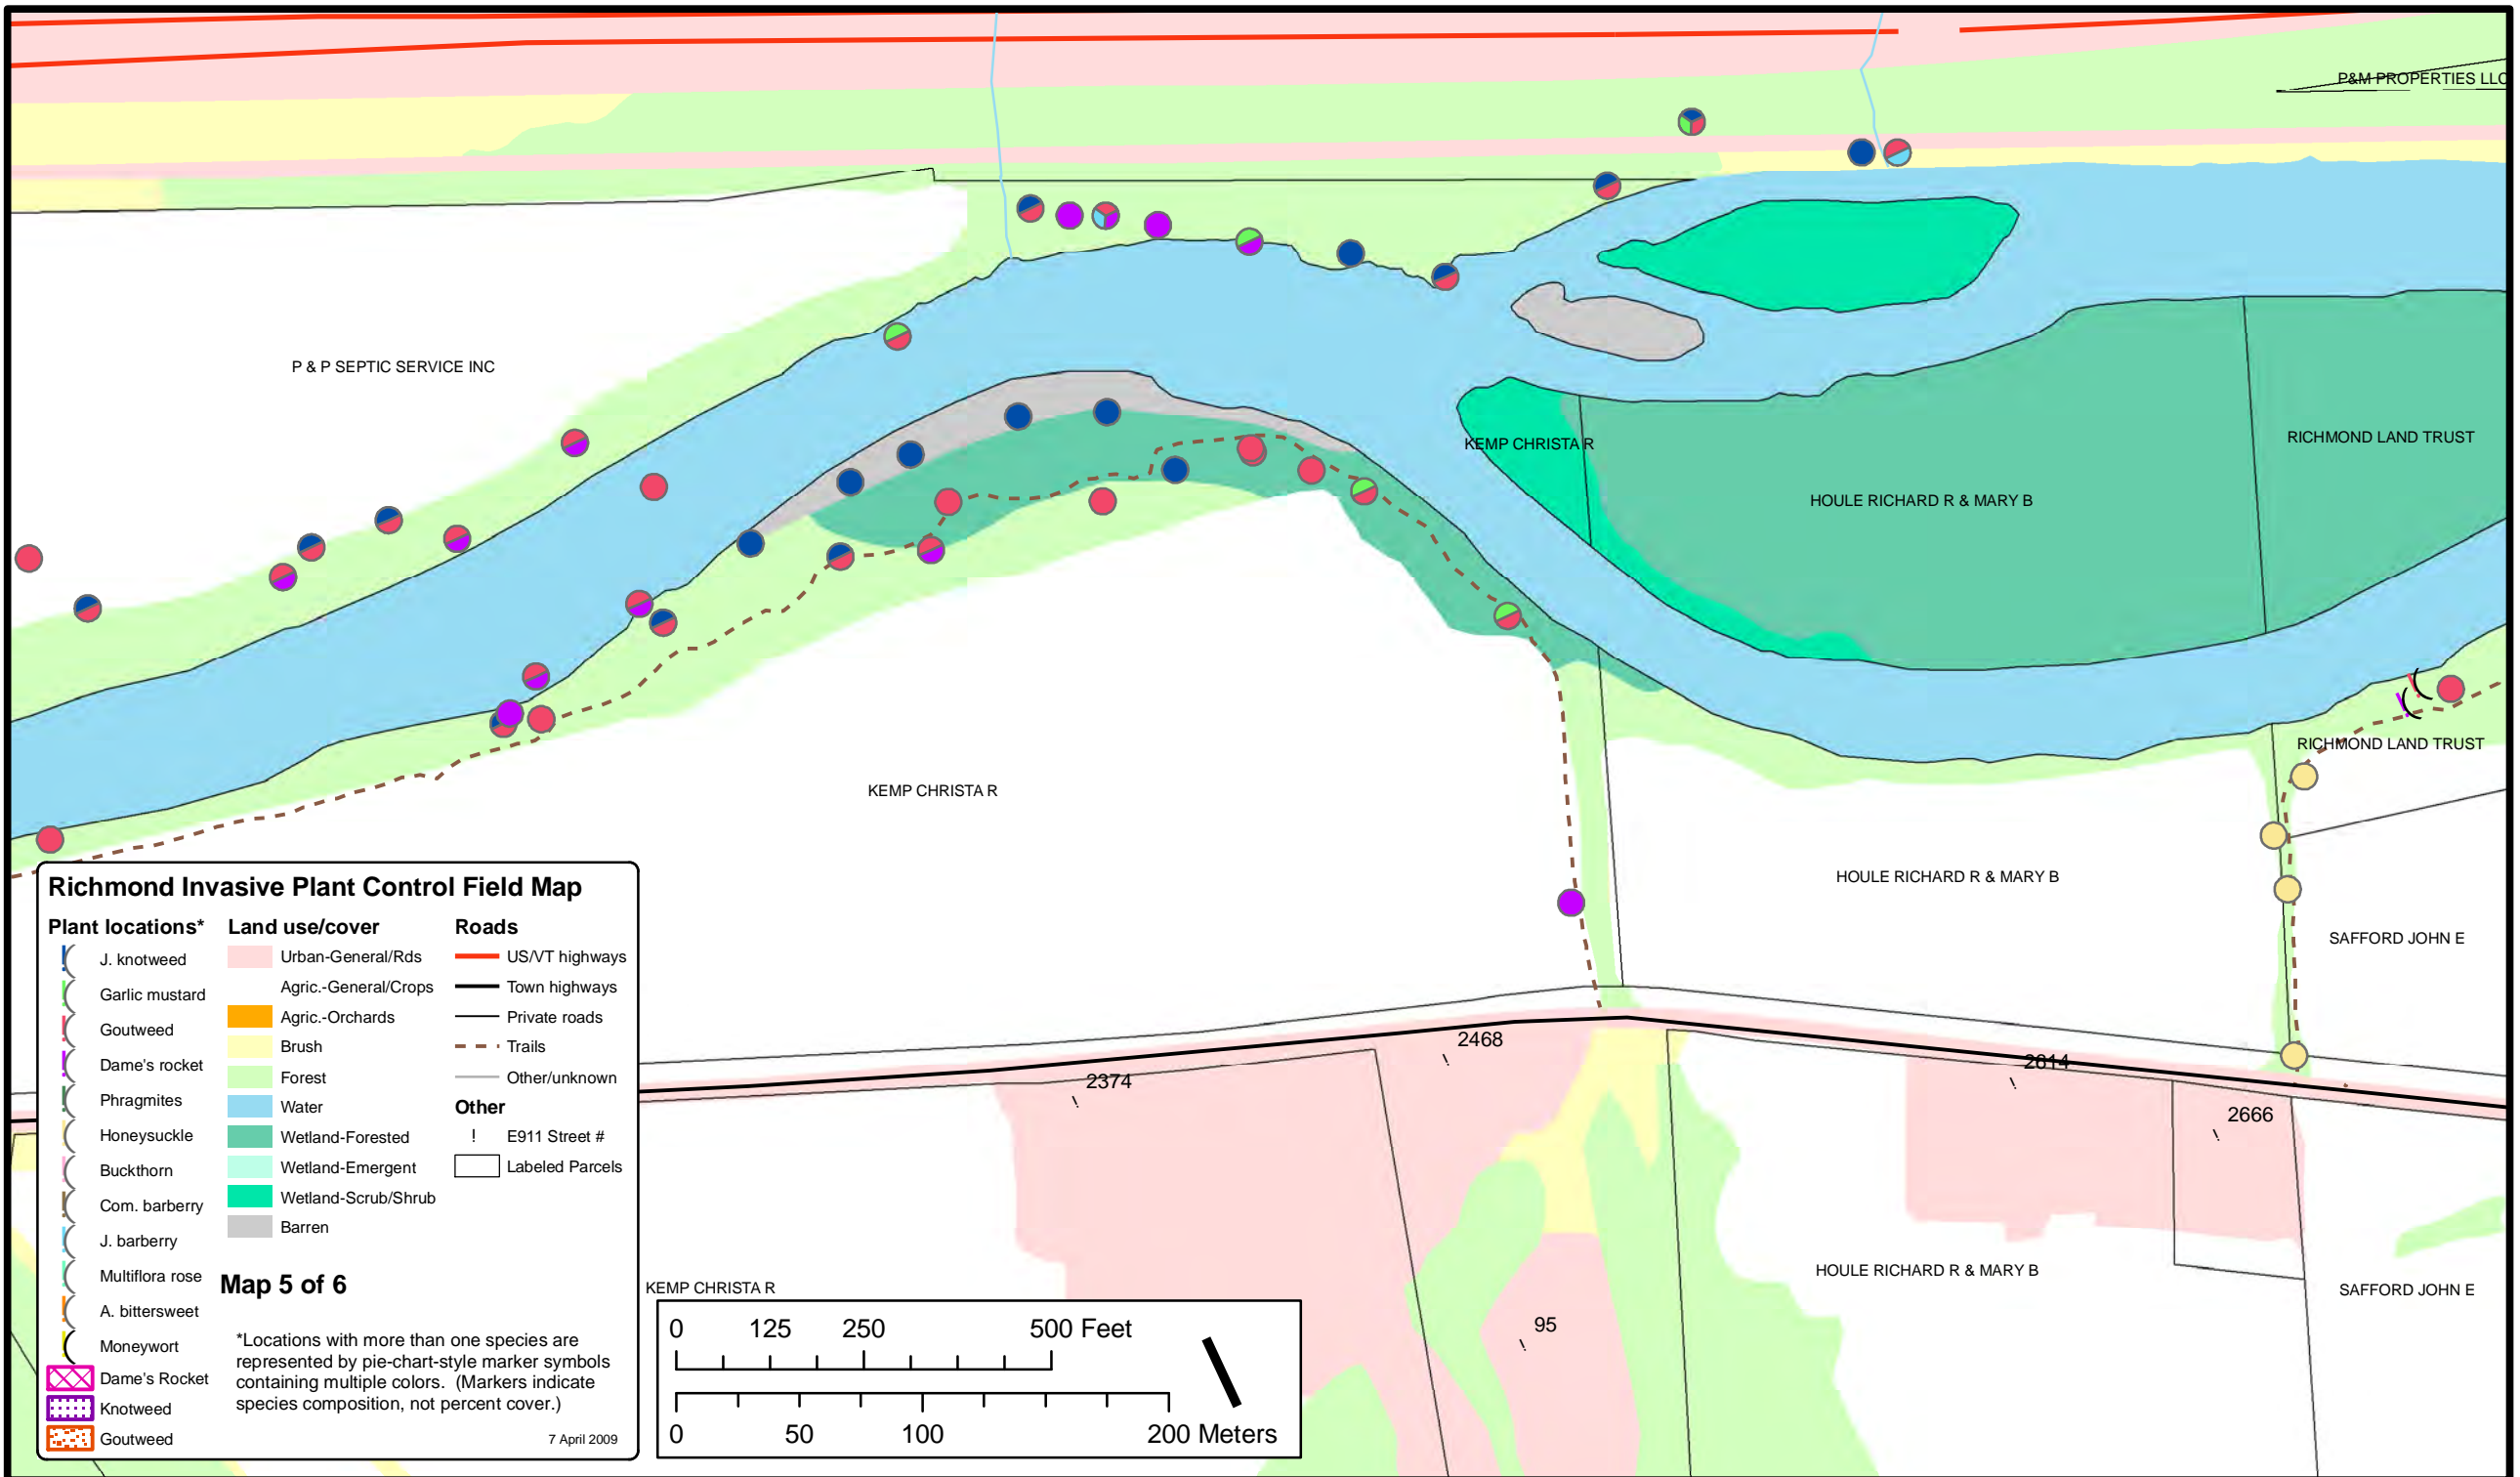 P&M PROPERTIES LLC
P & P SEPTIC SERVICE INC
KEMP CHRISTA R
RICHMOND LAND TRUST
HOULE RICHARD R & MARY B
RICHMOND LAND TRUST
KEMP CHRISTA R
HOULE RICHARD R & MARY B
SAFFORD JOHN E
2468
2374
2614
2666
HOULE RICHARD R & MARY B
SAFFORD JOHN E
KEMP CHRISTA R
95
Richmond Invasive Plant Control Field Map
Plant locations*
J. knotweed
Garlic mustard
Goutweed
Dame's rocket
Phragmites
Honeysuckle
Buckthorn
Com. barberry
J. barberry
Multiflora rose
A. bittersweet
Moneywort
Dame's Rocket
Knotweed
Goutweed
Land use/cover
Urban-General/Rds
Agric.-General/Crops
Agric.-Orchards
Brush
Forest
Water
Wetland-Forested
Wetland-Emergent
Wetland-Scrub/Shrub
Barren
Roads
US/VT highways
Town highways
Private roads
Trails
Other/unknown
Other
! E911 Street #
Labeled Parcels
Map 5 of 6
*Locations with more than one species are
represented by pie-chart-style marker symbols
containing multiple colors. (Markers indicate
species composition, not percent cover.)
7 April 2009
0 125 250 500 Feet
0 50 100 200 Meters